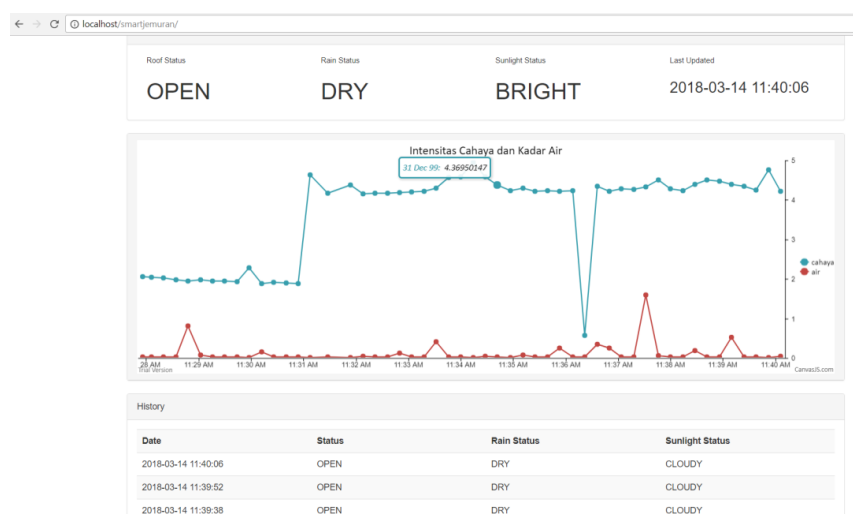 localhost/smartjemuran/
Roof Status Rain Status Sunlight Status Last Updated
OPEN DRY BRIGHT 2018-03-14 11:40:06
Intensitas Cahaya dan Kadar Air
31 Dec 99: 4.36950147
5
4
3
cahaya
air
2
1
0
28 AM 11:29 AM 11:30 AM 11:31 AM 11:32 AM 11:33 AM 11:34 AM 11:35 AM 11:36 AM 11:37 AM 11:38 AM 11:39 AM 11:40 AM
Trial Version CanvasJS.com
History
Date Status Rain Status Sunlight Status
2018-03-14 11:40:06 OPEN DRY CLOUDY
2018-03-14 11:39:52 OPEN DRY CLOUDY
2018-03-14 11:39:38 OPEN DRY CLOUDY